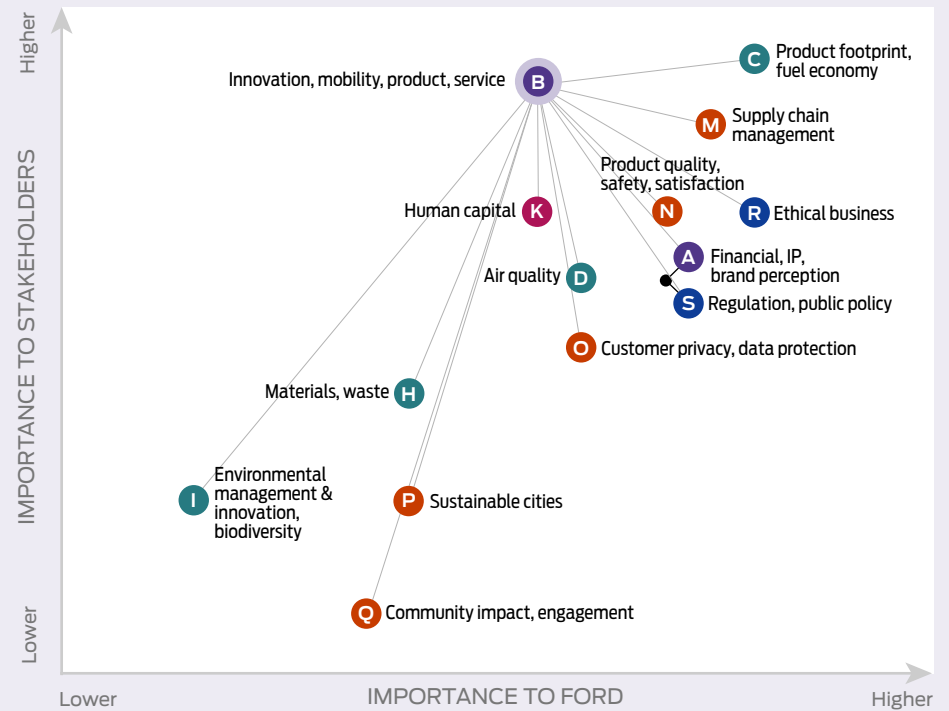 Higher
IMPORTANCE TO STAKEHOLDERS
Lower
Innovation, mobility, product, service
B
C
Product footprint,
fuel economy
M
Supply chain
management
Product quality,
safety, satisfaction
N
Human capital
K
R
Ethical business
A
Financial, IP,
brand perception
Air quality
D
S
Regulation, public policy
O
Customer privacy, data protection
Materials, waste
H
I
Environmental
management &
innovation,
biodiversity
P
Sustainable cities
Q
Community impact, engagement
Lower
IMPORTANCE TO FORD
Higher